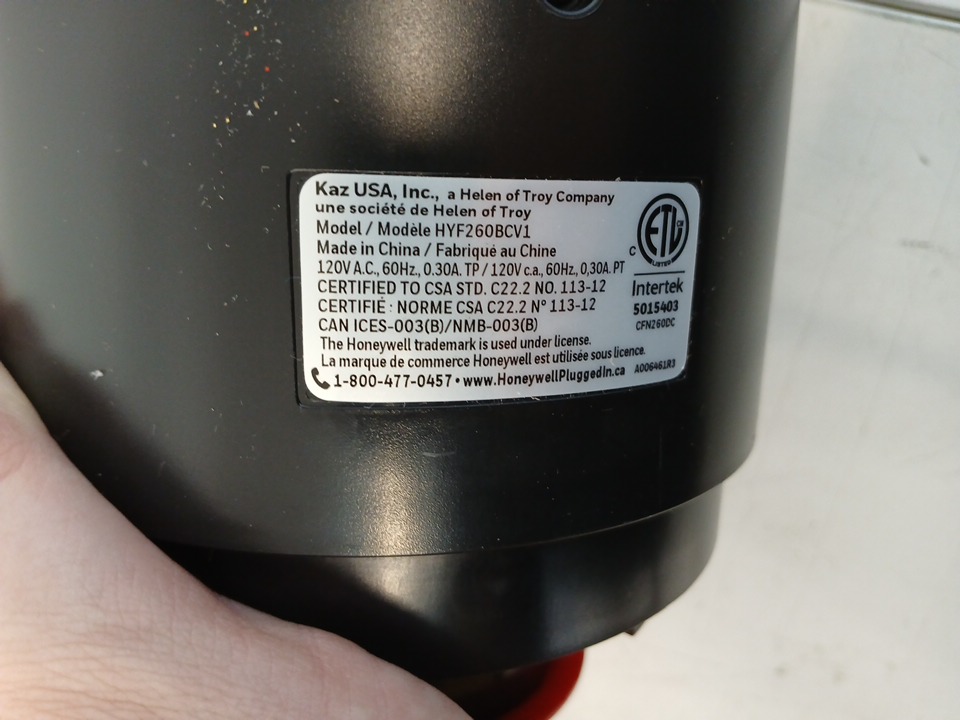 Kaz USA, Inc., a Helen of Troy Company
une société de Helen of Troy
Model / Modèle HYF260BCV1
Made in China / Fabriqué au Chine
120V A.C., 60Hz., 0.30A. TP / 120V c.a., 60Hz., 0,30A. PT
CERTIFIED TO CSA STD. C22.2 NO. 113-12
CERTIFIÉ : NORME CSA C22.2 N° 113-12
CAN ICES-003(B)/NMB-003(B)
The Honeywell trademark is used under license.
La marque de commerce Honeywell est utilisée sous licence.
1-800-477-0457 • www.HoneywellPluggedIn.ca
ETL CM
C
LISTED
Intertek
5015403
CFN260DC
A006461R3